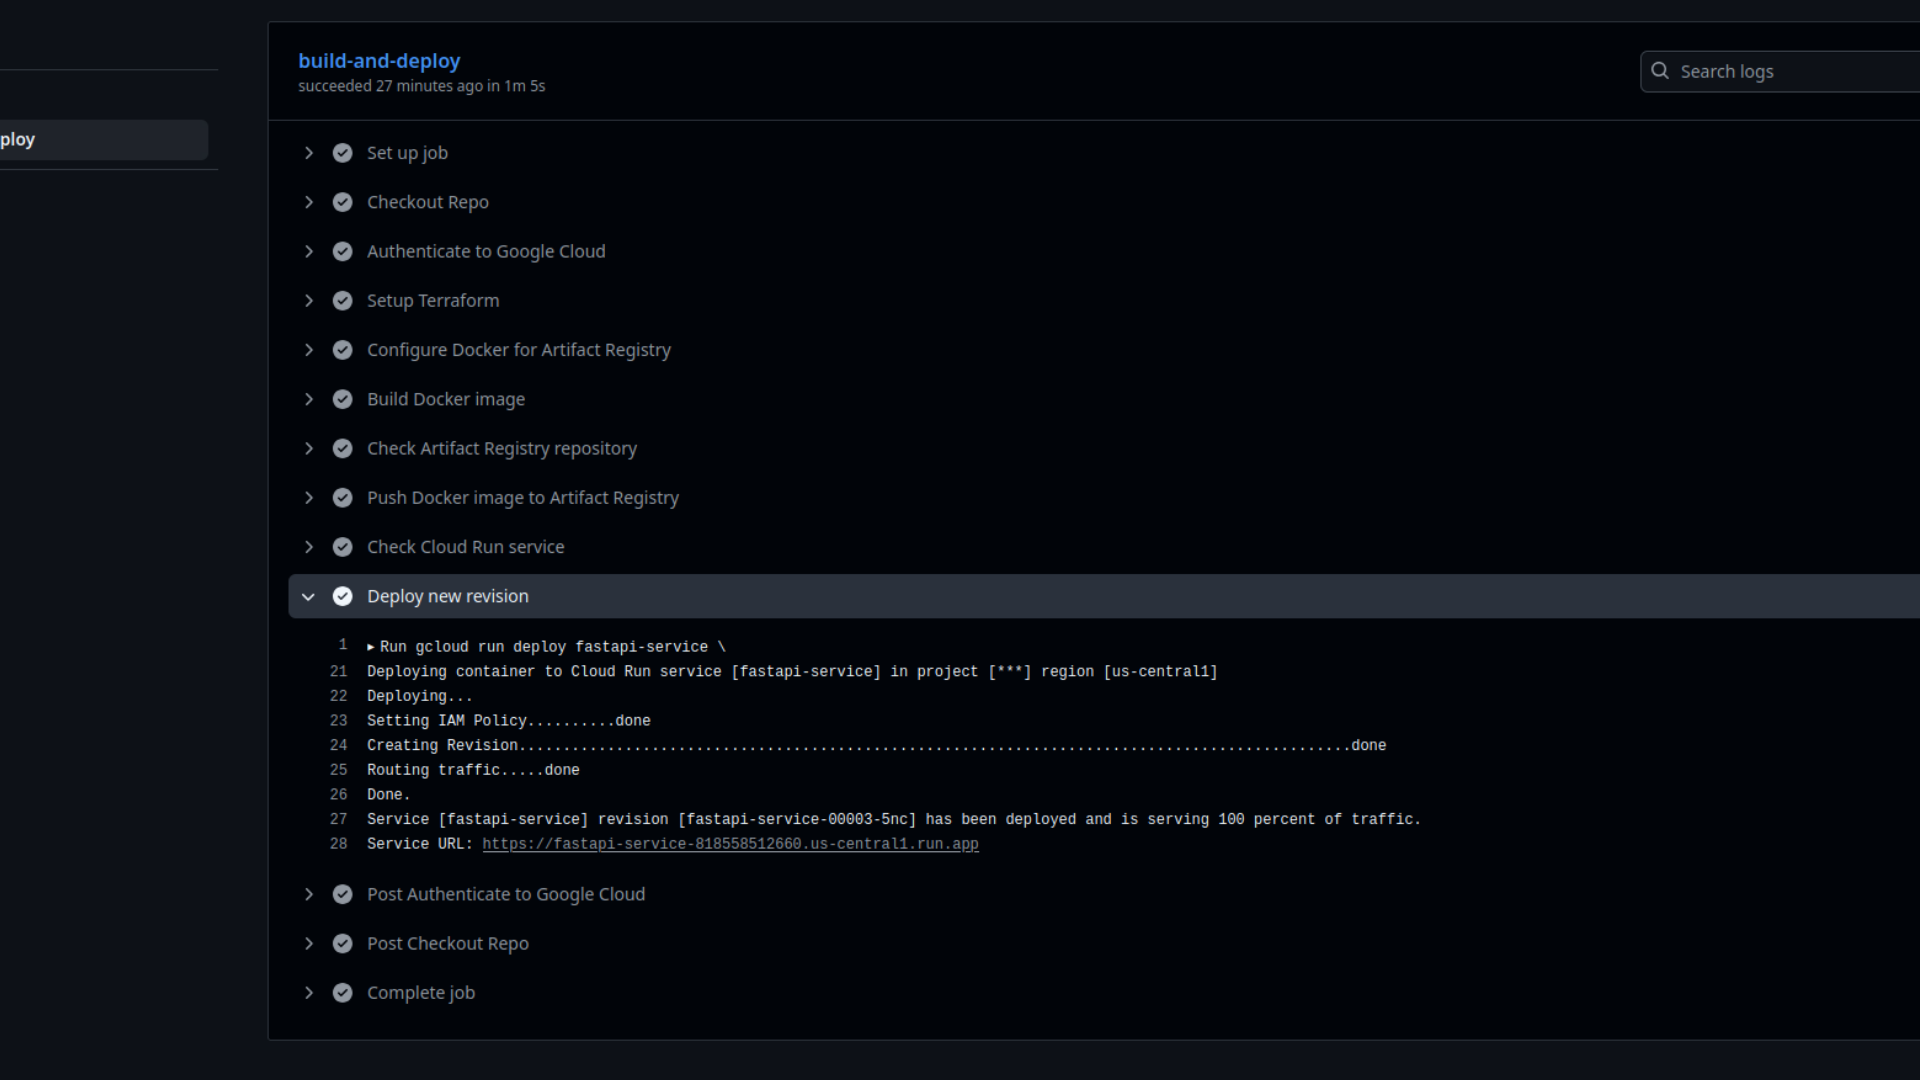 build-and-deploy
succeeded 27 minutes ago in 1m 5s
Search logs
ploy
Set up job
Checkout Repo
Authenticate to Google Cloud
Setup Terraform
Configure Docker for Artifact Registry
Build Docker image
Check Artifact Registry repository
Push Docker image to Artifact Registry
Check Cloud Run service
Deploy new revision
1 ▸ Run gcloud run deploy fastapi-service \
21 Deploying container to Cloud Run service [fastapi-service] in project [***] region [us-central1]
22 Deploying...
23 Setting IAM Policy..........done
24 Creating Revision..............................................................................................done
25 Routing traffic.....done
26 Done.
27 Service [fastapi-service] revision [fastapi-service-00003-5nc] has been deployed and is serving 100 percent of traffic.
28 Service URL: https://fastapi-service-818558512660.us-central1.run.app
Post Authenticate to Google Cloud
Post Checkout Repo
Complete job